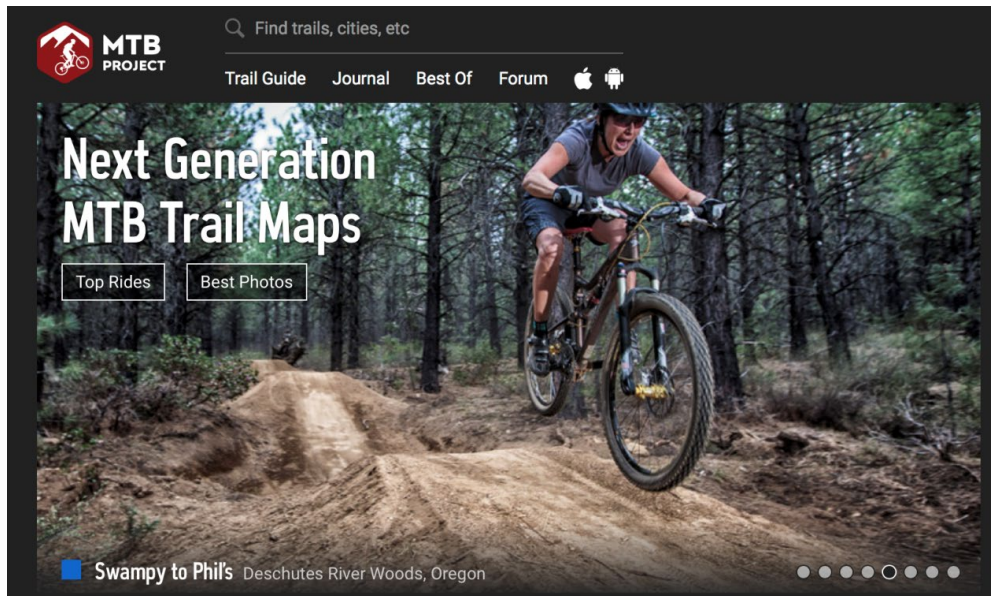 MTB
PROJECT
Find trails, cities, etc
Trail Guide Journal Best Of Forum
Next Generation
MTB Trail Maps
Top Rides Best Photos
Swampy to Phil's Deschutes River Woods, Oregon